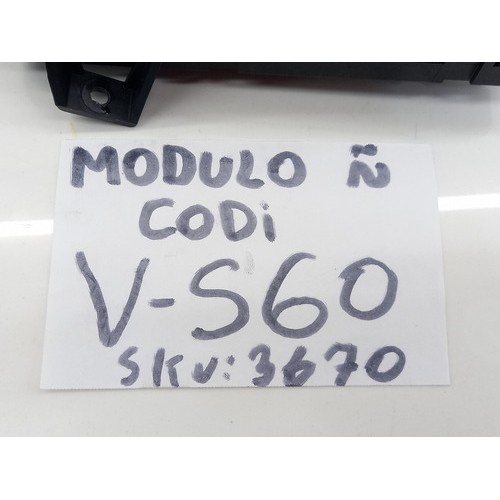 MODULO Ñ
CODi
V-S60
SKU: 3670